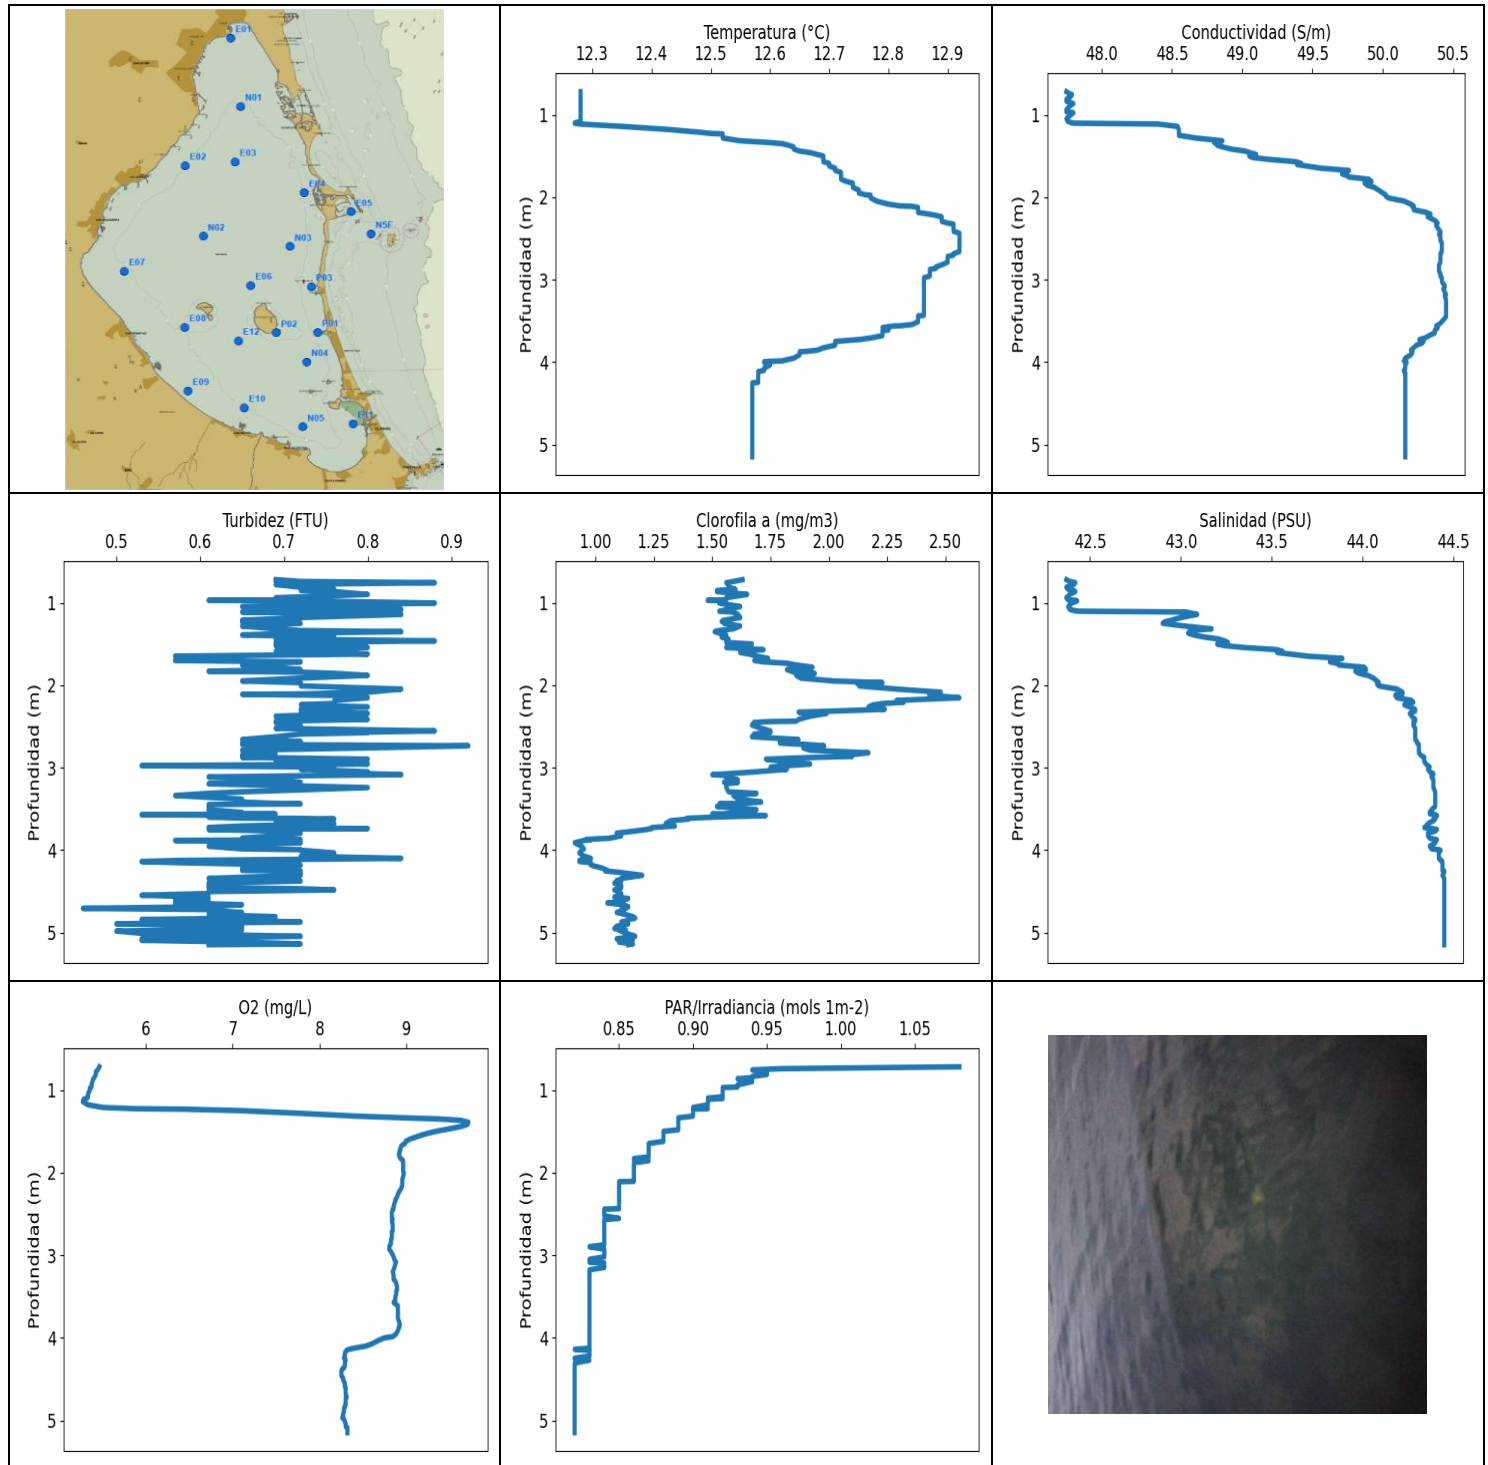 E01
N01
E02
E03
E04
E05
N5E
N02
N03
E07
E06
P03
E08
E12
P02
P01
N04
E09
E10
N05
E11
Temperatura (°C)
12.3 12.4 12.5 12.6 12.7 12.8 12.9
Profundidad (m)
1
2
3
4
5
Conductividad (S/m)
48.0 48.5 49.0 49.5 50.0 50.5
Profundidad (m)
1
2
3
4
5
Turbidez (FTU)
0.5 0.6 0.7 0.8 0.9
Profundidad (m)
1
2
3
4
5
Clorofila a (mg/m3)
1.00 1.25 1.50 1.75 2.00 2.25 2.50
Profundidad (m)
1
2
3
4
5
Salinidad (PSU)
42.5 43.0 43.5 44.0 44.5
Profundidad (m)
1
2
3
4
5
O2 (mg/L)
6 7 8 9
Profundidad (m)
1
2
3
4
5
PAR/Irradiancia (mols 1m-2)
0.85 0.90 0.95 1.00 1.05
Profundidad (m)
1
2
3
4
5